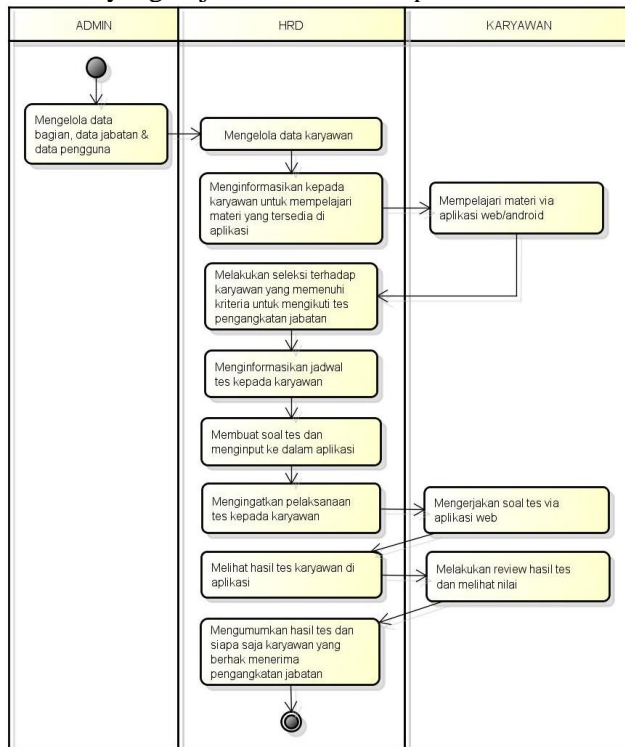 ADMIN
HRD
KARYAWAN
Mengelola data
bagian, data jabatan &
data pengguna
Mengelola data karyawan
Menginformasikan kepada
karyawan untuk mempelajari
materi yang tersedia di
aplikasi
Mempelajari materi via
aplikasi web/android
Melakukan seleksi terhadap
karyawan yang memenuhi
kriteria untuk mengikuti tes
pengangkatan jabatan
Menginformasikan jadwal
tes kepada karyawan
Membuat soal tes dan
menginput ke dalam aplikasi
Mengingatkan pelaksanaan
tes kepada karyawan
Mengerjakan soal tes via
aplikasi web
Melihat hasil tes karyawan di
aplikasi
Melakukan review hasil tes
dan melihat nilai
Mengumumkan hasil tes dan
siapa saja karyawan yang
berhak menerima
pengangkatan jabatan